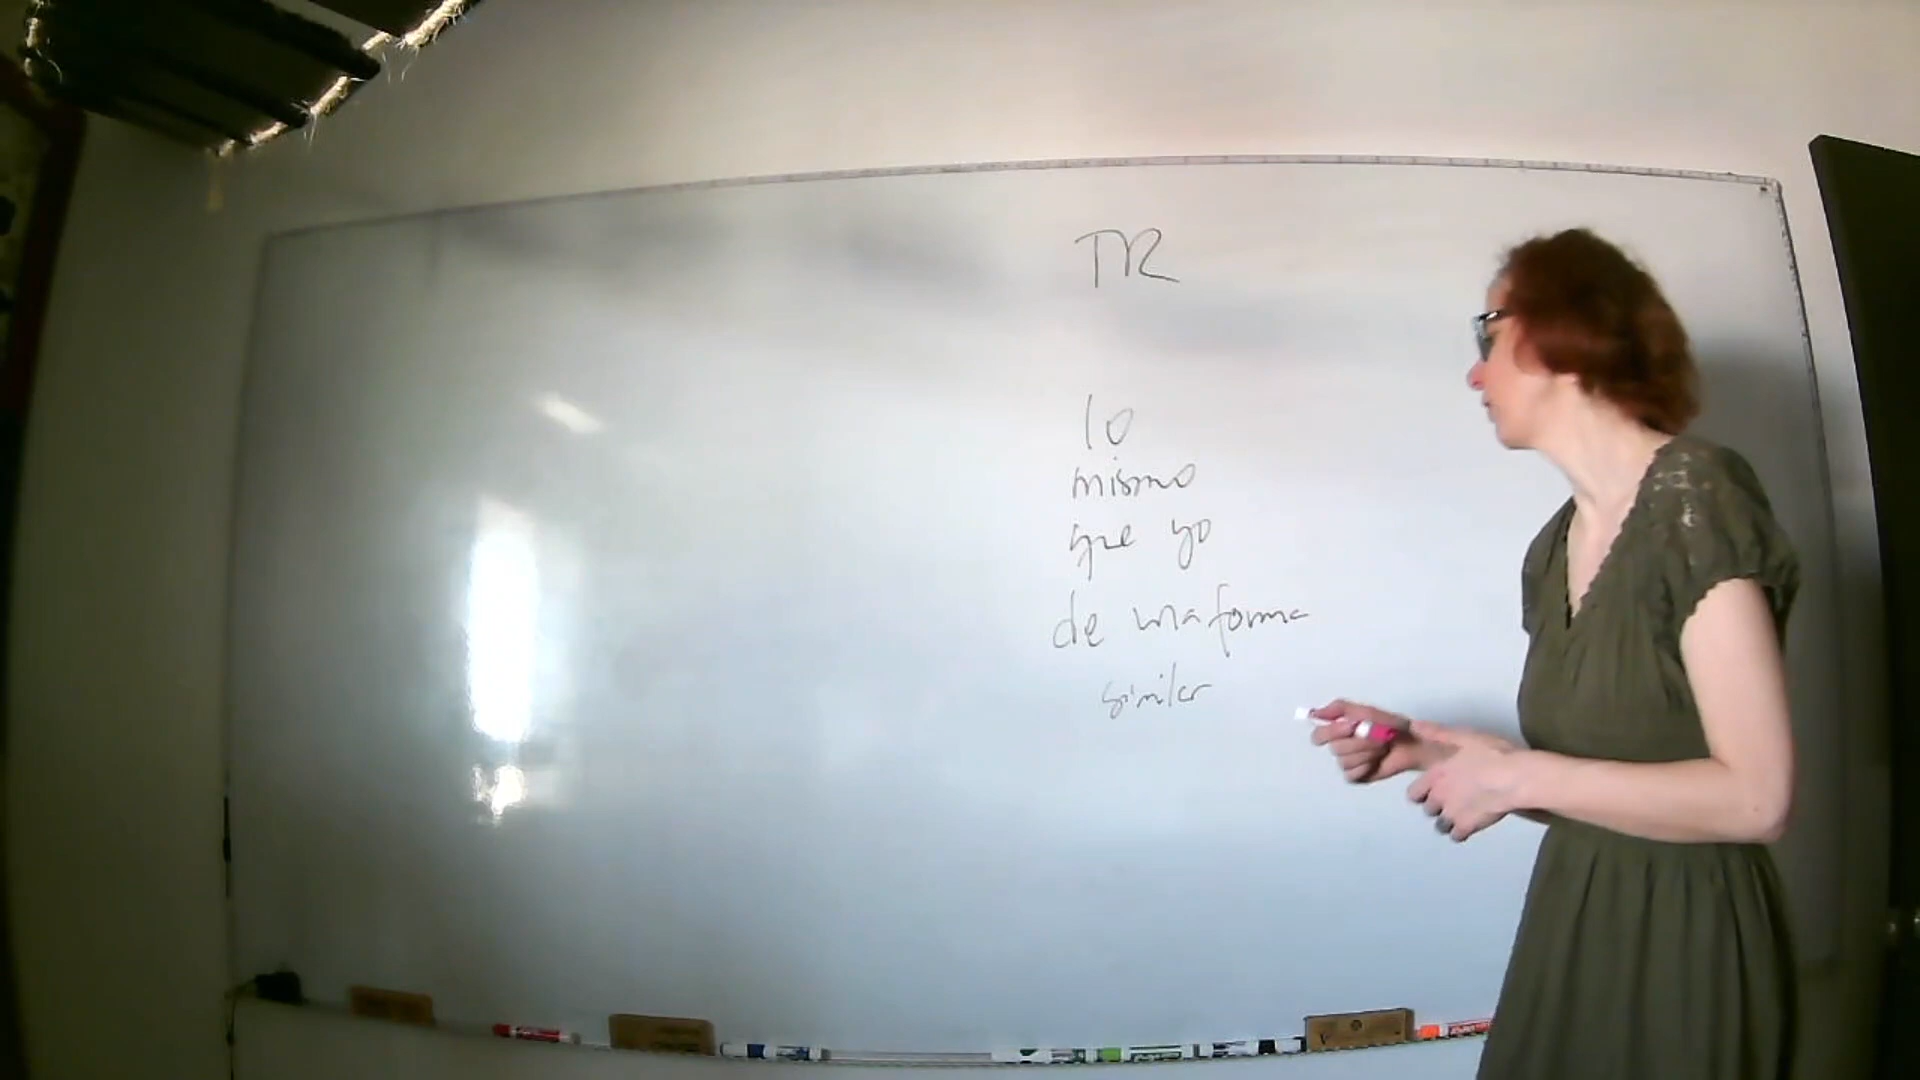 TR
lo
mismo
que yo
de una forma
similar